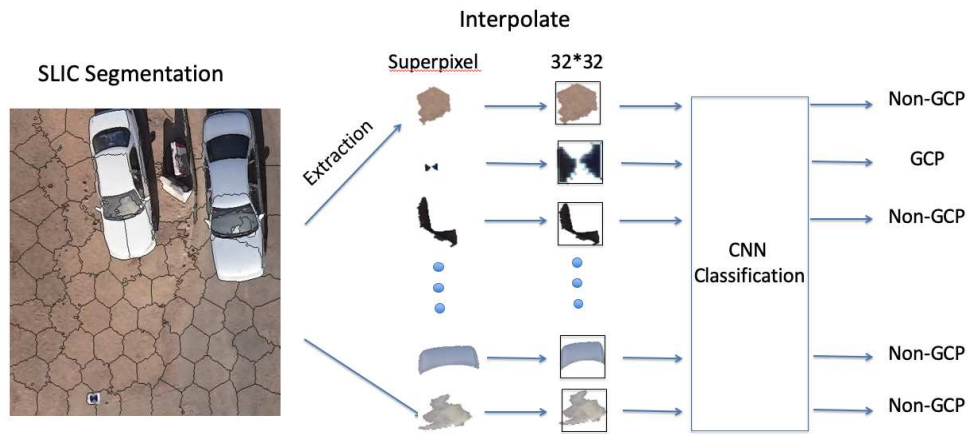 Interpolate
SLIC Segmentation
Superpixel
32*32
Extraction
Non-GCP
GCP
Non-GCP
CNN
Classification
Non-GCP
Non-GCP